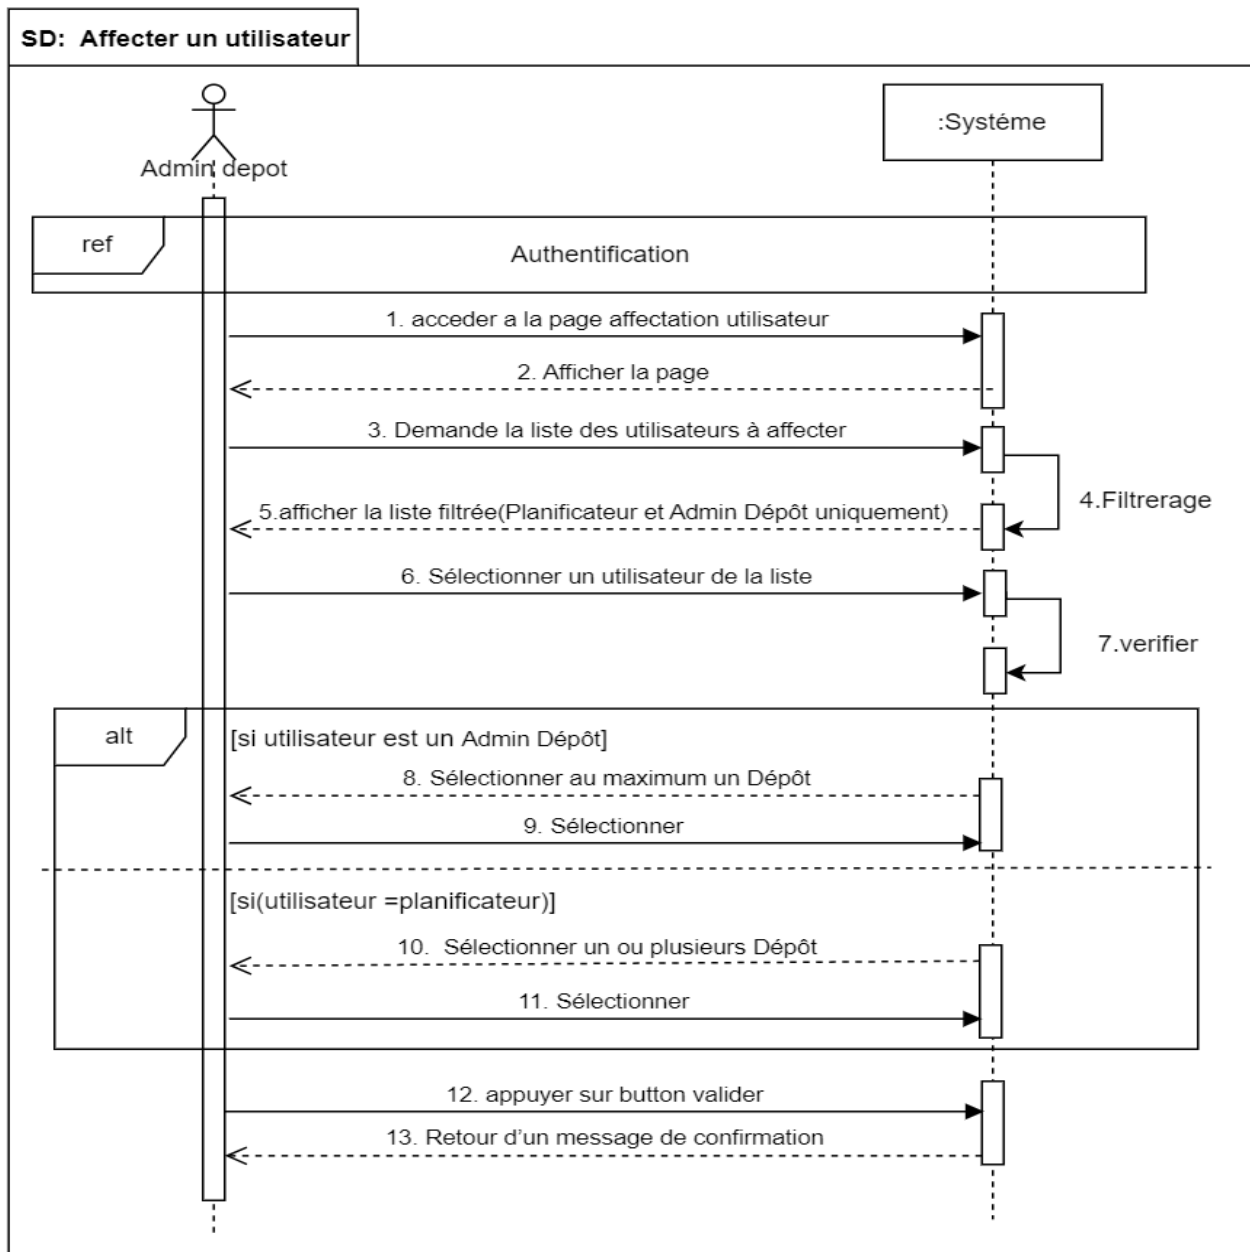 SD:  Affecter un utilisateur
:Systéme
Admin depot
ref
Authentification
1. acceder a la page affectation utilisateur
2. Afficher la page
3. Demande la liste des utilisateurs à affecter
4.Filtrerage
5.afficher la liste filtrée(Planificateur et Admin Dépôt uniquement)
6. Sélectionner un utilisateur de la liste
7.verifier
alt
[si utilisateur est un Admin Dépôt]
8. Sélectionner au maximum un Dépôt
9. Sélectionner
[si(utilisateur =planificateur)]
10.  Sélectionner un ou plusieurs Dépôt
11. Sélectionner
12. appuyer sur button valider
13. Retour d'un message de confirmation